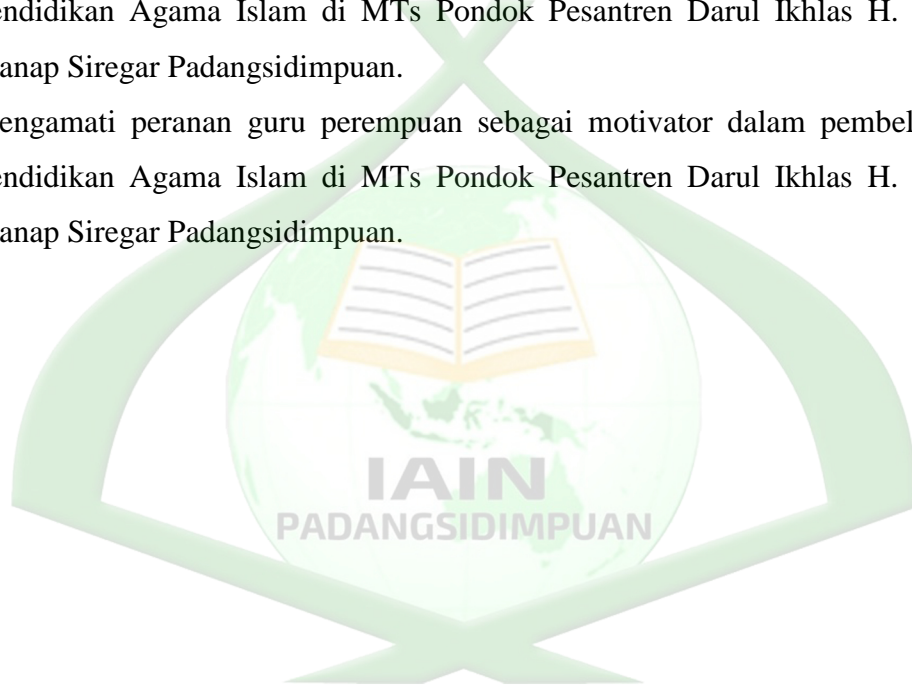 endidikan Agama Islam di MTs Pondok Pesantren Darul Ikhlas H.
anap Siregar Padangsidimpuan.
engamati peranan guru perempuan sebagai motivator dalam pembel
endidikan Agama Islam di MTs Pondok Pesantren Darul Ikhlas H.
anap Siregar Padangsidimpuan.
IAIN
PADANGSIDIMPUAN